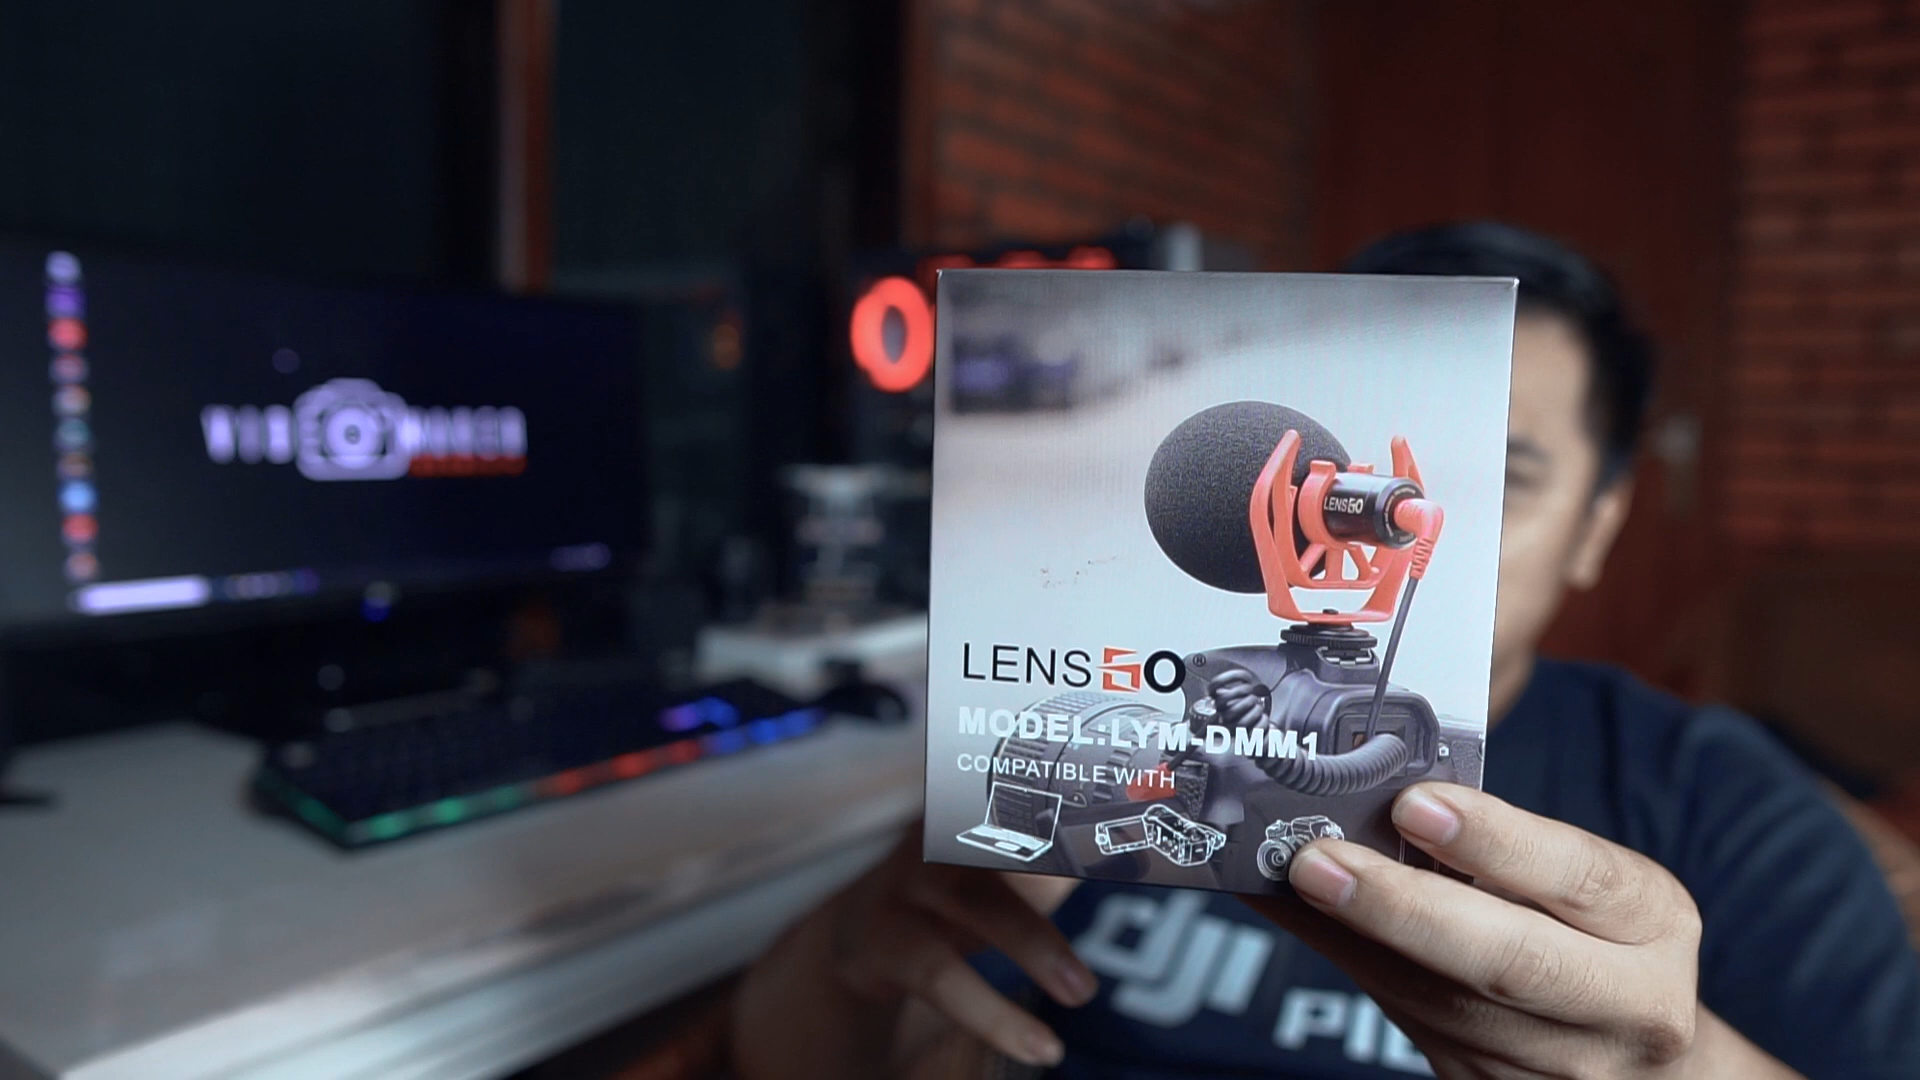 LENSGO
LENSGO®
MODEL:LYM-DMM1
COMPATIBLE WITH
dji